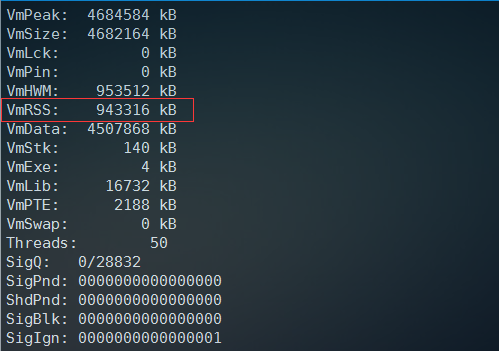 VmPeak:  4684584 kB
VmSize:  4682164 kB
VmLck:         0 kB
VmPin:         0 kB
VmHWM:    953512 kB
VmRSS:    943316 kB
VmData:  4507868 kB
VmStk:       140 kB
VmExe:         4 kB
VmLib:     16732 kB
VmPTE:      2188 kB
VmSwap:        0 kB
Threads:        50
SigQ:   0/28832
SigPnd: 0000000000000000
ShdPnd: 0000000000000000
SigBlk: 0000000000000000
SigIgn: 0000000000000001